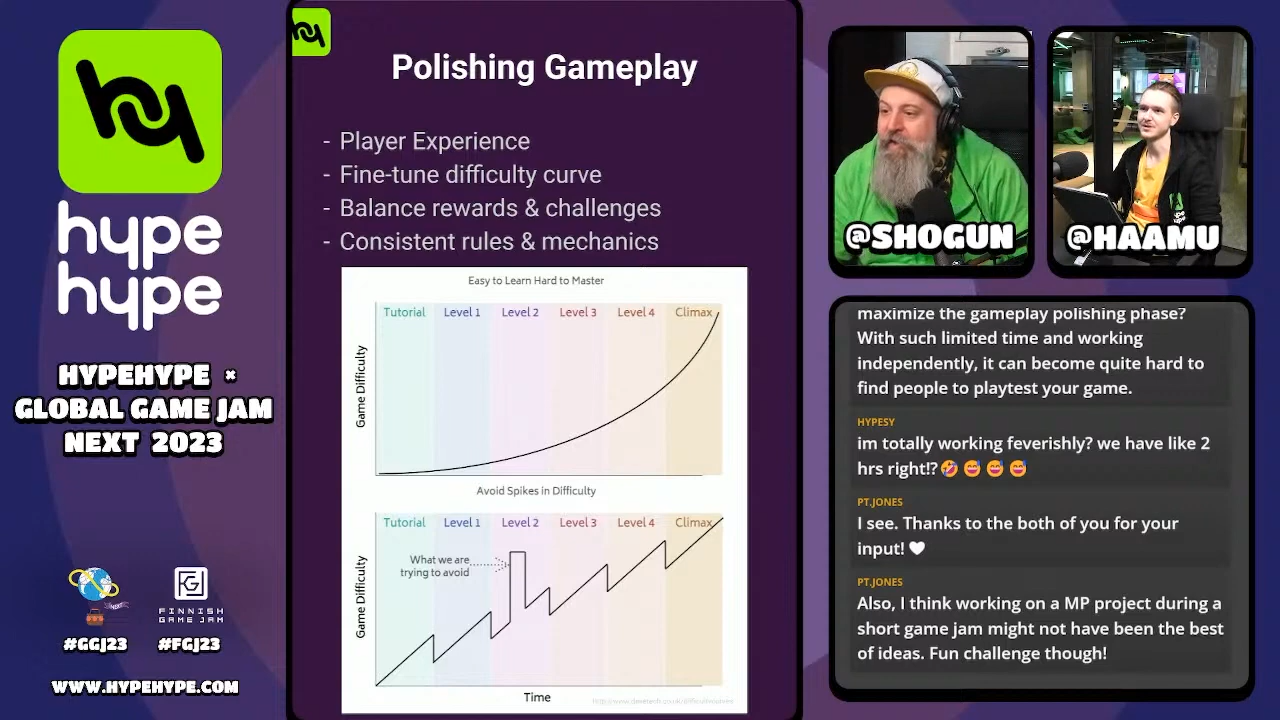 hype
hype
HYPEHYPE ×
GLOBAL GAME JAM
NEXT 2023
NEXT
FINNISH
GAME JAM
#GGJ23
#FGJ23
WWW.HYPEHYPE.COM
Polishing Gameplay
- Player Experience
- Fine-tune difficulty curve
- Balance rewards & challenges
- Consistent rules & mechanics
Easy to Learn Hard to Master
Tutorial
Level 1
Level 2
Level 3
Level 4
Climax
Game Difficulty
Avoid Spikes in Difficulty
Tutorial
Level 1
Level 2
Level 3
Level 4
Climax
What we are
trying to avoid
Game Difficulty
Time
@SHOGUN
@HAAMU
maximize the gameplay polishing phase?
With such limited time and working
independently, it can become quite hard to
find people to playtest your game.
HYPESY
im totally working feverishly? we have like 2
hrs right!? 🤣 😅 😅 😅
PT.JONES
I see. Thanks to the both of you for your
input! 🤍
PT.JONES
Also, I think working on a MP project during a
short game jam might not have been the best
of ideas. Fun challenge though!